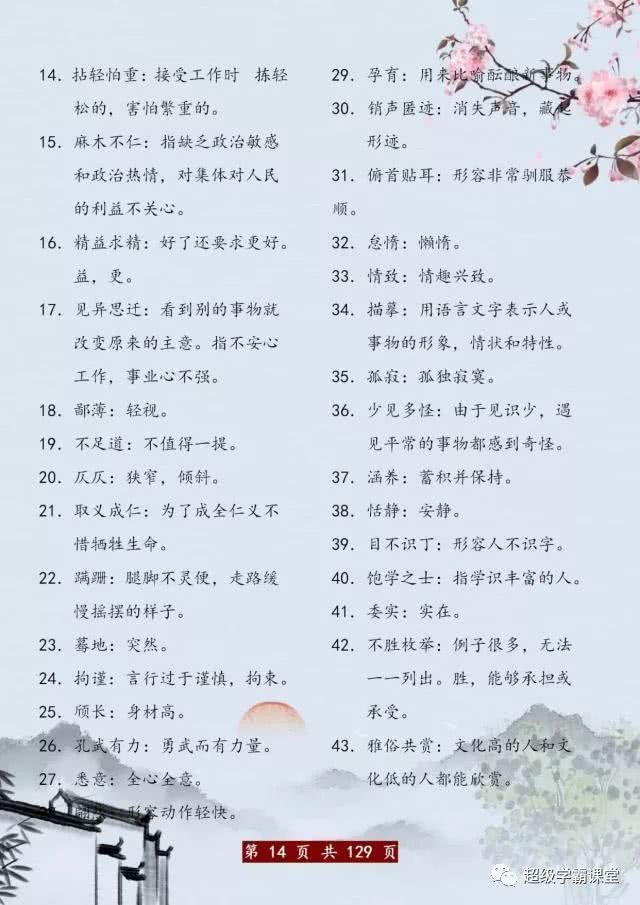 14. 拈轻怕重：接受工作时 拣轻
松的，害怕繁重的。
15. 麻木不仁：指缺乏政治敏感
和政治热情，对集体对人民
的利益不关心。
16. 精益求精：好了还要求更好。
益，更。
17. 见异思迁：看到别的事物就
改变原来的主意。指不安心
工作，事业心不强。
18. 鄙薄：轻视。
19. 不足道：不值得一提。
20. 仄仄：狭窄，倾斜。
21. 取义成仁：为了成全仁义不
惜牺牲生命。
22. 蹒跚：腿脚不灵便，走路缓
慢摇摆的样子。
23. 蓦地：突然。
24. 拘谨：言行过于谨慎，拘束。
25. 颀长：身材高。
26. 孔武有力：勇武而有力量。
27. 悉意：全心全意。
形容动作轻快。
29. 孕育：用来比喻酝酿新事物。
30. 销声匿迹：消失声音，藏起
形迹。
31. 俯首贴耳：形容非常驯服恭
顺。
32. 怠惰：懒惰。
33. 情致：情趣兴致。
34. 描摹：用语言文字表示人或
事物的形象，情状和特性。
35. 孤寂：孤独寂寞。
36. 少见多怪：由于见识少，遇
见平常的事物都感到奇怪。
37. 涵养：蓄积并保持。
38. 恬静：安静。
39. 目不识丁：形容人不识字。
40. 饱学之士：指学识丰富的人。
41. 委实：实在。
42. 不胜枚举：例子很多，无法
一一列出。胜，能够承担或
承受。
43. 雅俗共赏：文化高的人和文
化低的人都能欣赏。
第 14 页 共 129 页
超级学霸课堂